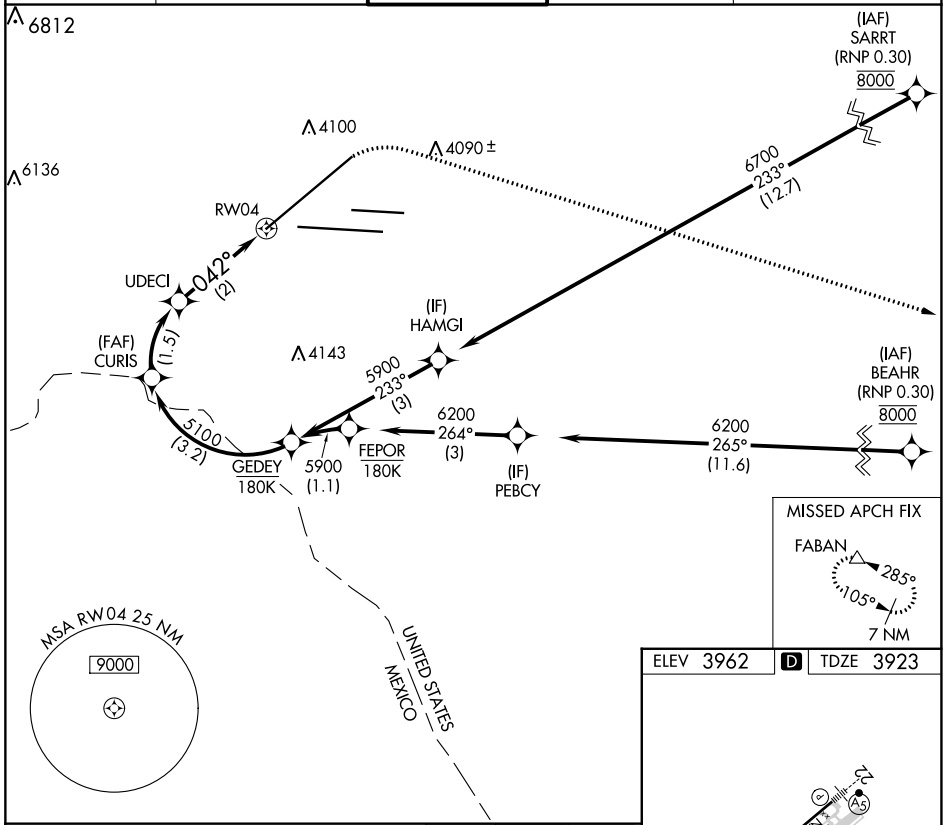 6812
(IAF)
SARRT
(RNP 0.30)
8000
4100
4090 ±
6136
6700
233°
(12.7)
RW04
042°
(2)
UDECI
(1.5)
(FAF)
CURIS
(IF)
HAMGI
4143
5900
233°
(3)
(IAF)
BEAHR
(RNP 0.30)
8000
5100
(3.2)
GEDEY
180K
5900
(1.1)
FEPOR
180K
6200
264°
(3)
(IF)
PEBCY
6200
265°
(11.6)
MISSED APCH FIX
FABAN
285°
105°
7 NM
MSA RW04 25 NM
9000
UNITED STATES
MEXICO
ELEV 3962
D
TDZE 3923
22
P
A5